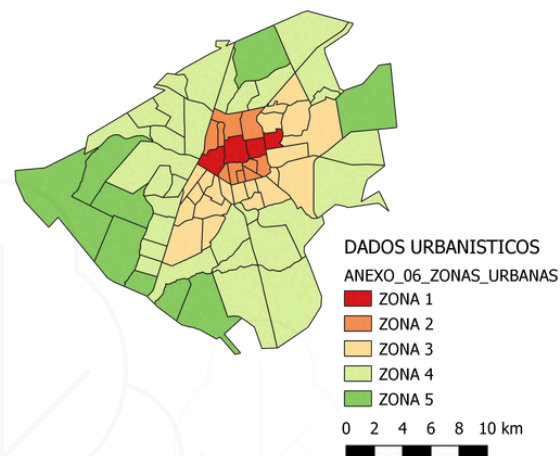 DADOS URBANISTICOS
ANEXO_06_ZONAS_URBANAS
ZONA 1
ZONA 2
ZONA 3
ZONA 4
ZONA 5
0 2 4 6 8 10 km